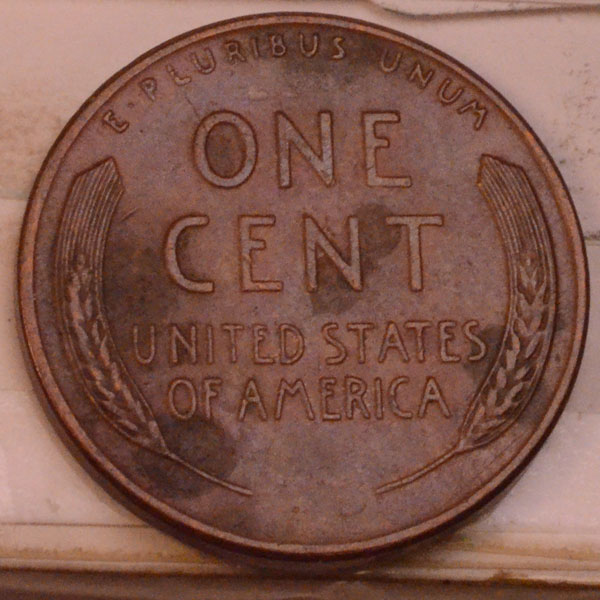 E·PLURIBUS UNUM
ONE
CENT
UNITED STATES
OF AMERICA